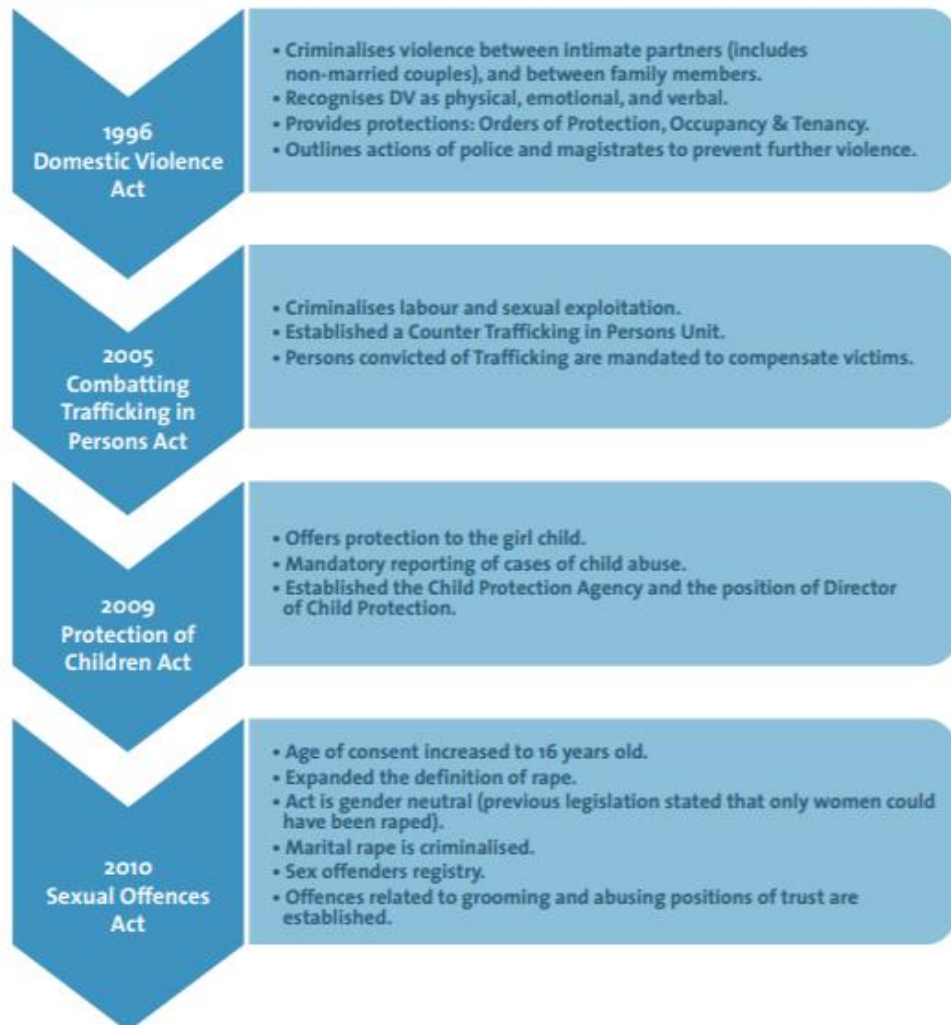 1996
Domestic Violence
Act
• Criminalises violence between intimate partners (includes
non-married couples), and between family members.
• Recognises DV as physical, emotional, and verbal.
• Provides protections: Orders of Protection, Occupancy & Tenancy.
• Outlines actions of police and magistrates to prevent further violence.
2005
Combatting
Trafficking in
Persons Act
• Criminalises labour and sexual exploitation.
• Established a Counter Trafficking in Persons Unit.
• Persons convicted of Trafficking are mandated to compensate victims.
2009
Protection of
Children Act
• Offers protection to the girl child.
• Mandatory reporting of cases of child abuse.
• Established the Child Protection Agency and the position of Director
of Child Protection.
2010
Sexual Offences
Act
• Age of consent increased to 16 years old.
• Expanded the definition of rape.
• Act is gender neutral (previous legislation stated that only women could
have been raped).
• Marital rape is criminalised.
• Sex offenders registry.
• Offences related to grooming and abusing positions of trust are
established.